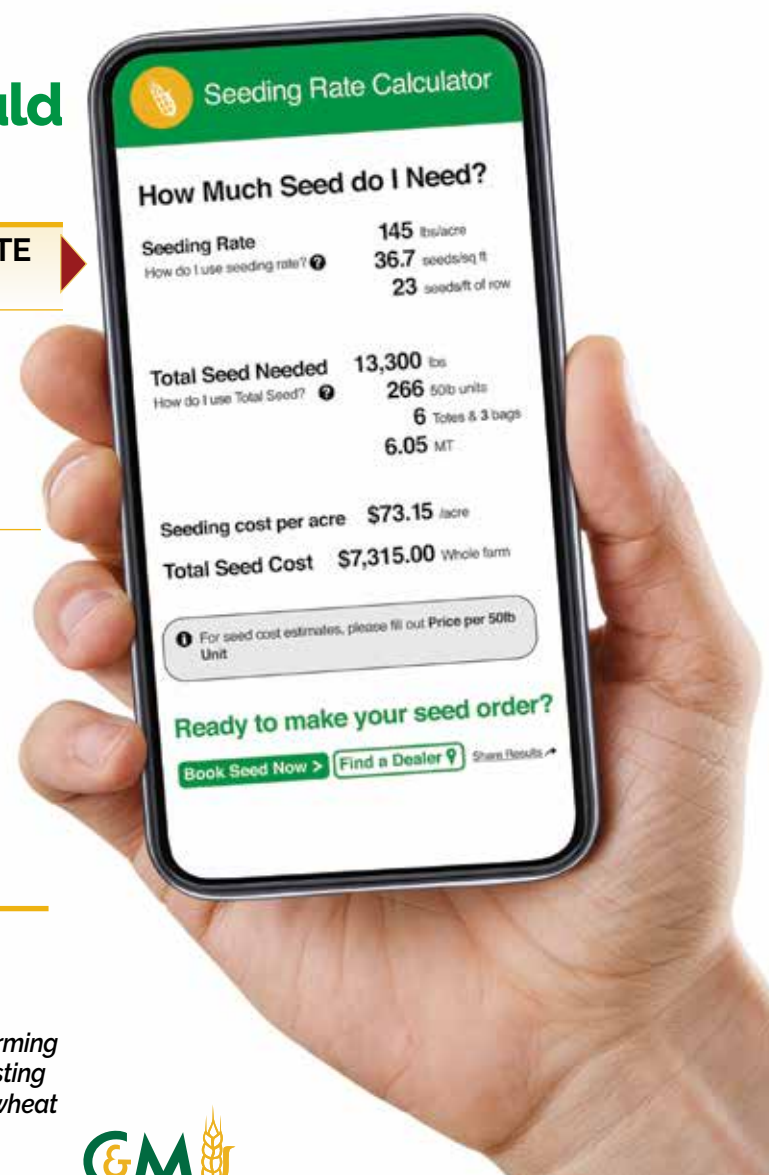 ld
TE
Seeding Rate Calculator
How Much Seed do I Need?
Seeding Rate 145 lbs/acre
How do I use seeding rate? 36.7 seeds/sq ft
23 seeds/ft of row
Total Seed Needed 13,300 lbs
How do I use Total Seed? 266 50lb units
6 Totes & 3 bags
6.05 MT
Seeding cost per acre $73.15 /acre
Total Seed Cost $7,315.00 Whole farm
For seed cost estimates, please fill out Price per 50lb
Unit
Ready to make your seed order?
Book Seed Now > Find a Dealer Share Results
rming
sting
wheat
C&M